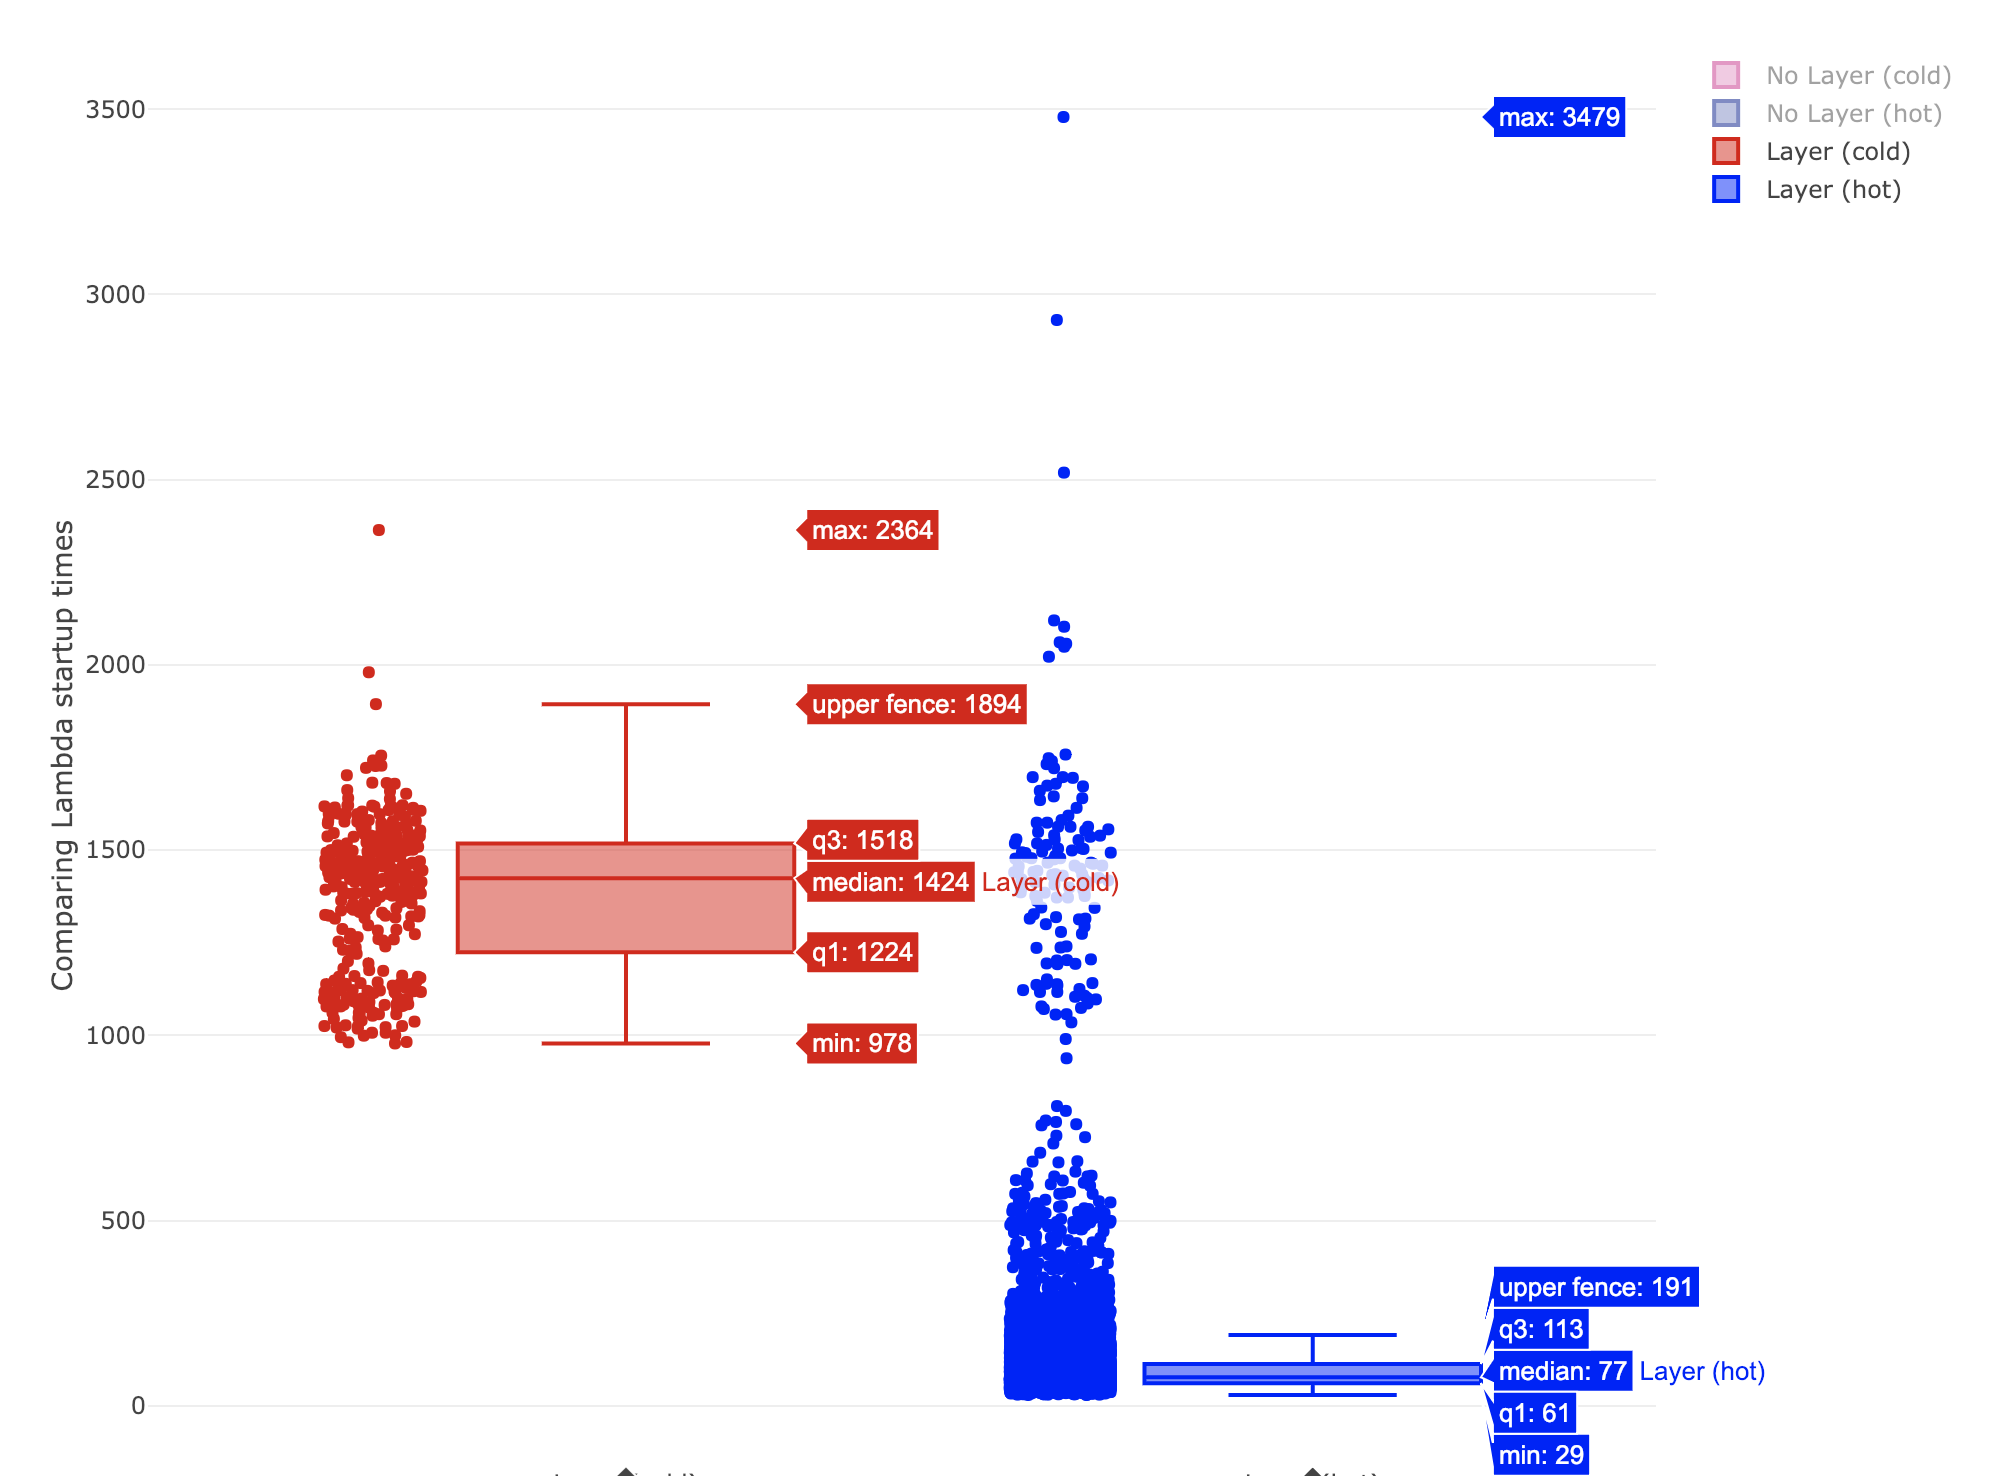 No Layer (cold)
No Layer (hot)
Layer (cold)
Layer (hot)
Comparing Lambda startup times
3500
3000
2500
2000
1500
1000
500
0
max: 2364
upper fence: 1894
q3: 1518
median: 1424 Layer (cold)
q1: 1224
min: 978
max: 3479
upper fence: 191
q3: 113
median: 77 Layer (hot)
q1: 61
min: 29